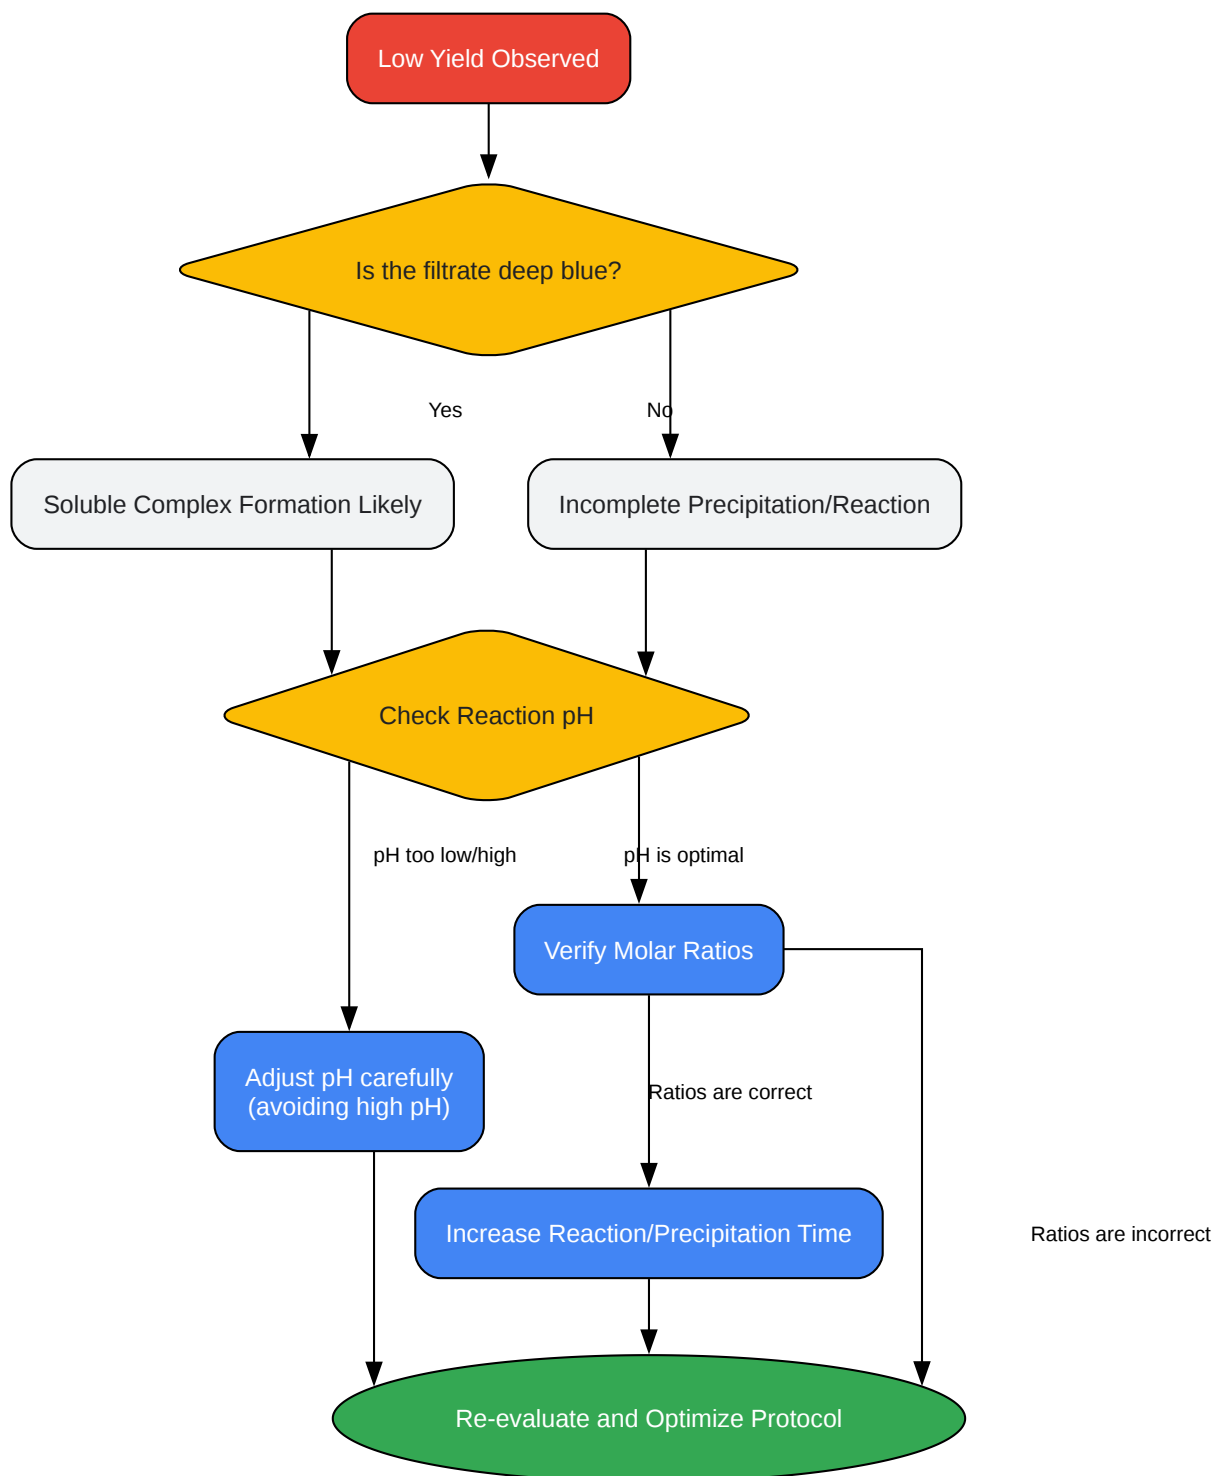 Low Yield Observed
Is the filtrate deep blue?
Yes
No
Soluble Complex Formation Likely
Incomplete Precipitation/Reaction
Check Reaction pH
pH too low/high
pH is optimal
Verify Molar Ratios
Adjust pH carefully
(avoiding high pH)
Ratios are correct
Increase Reaction/Precipitation Time
Ratios are incorrect
Re-evaluate and Optimize Protocol